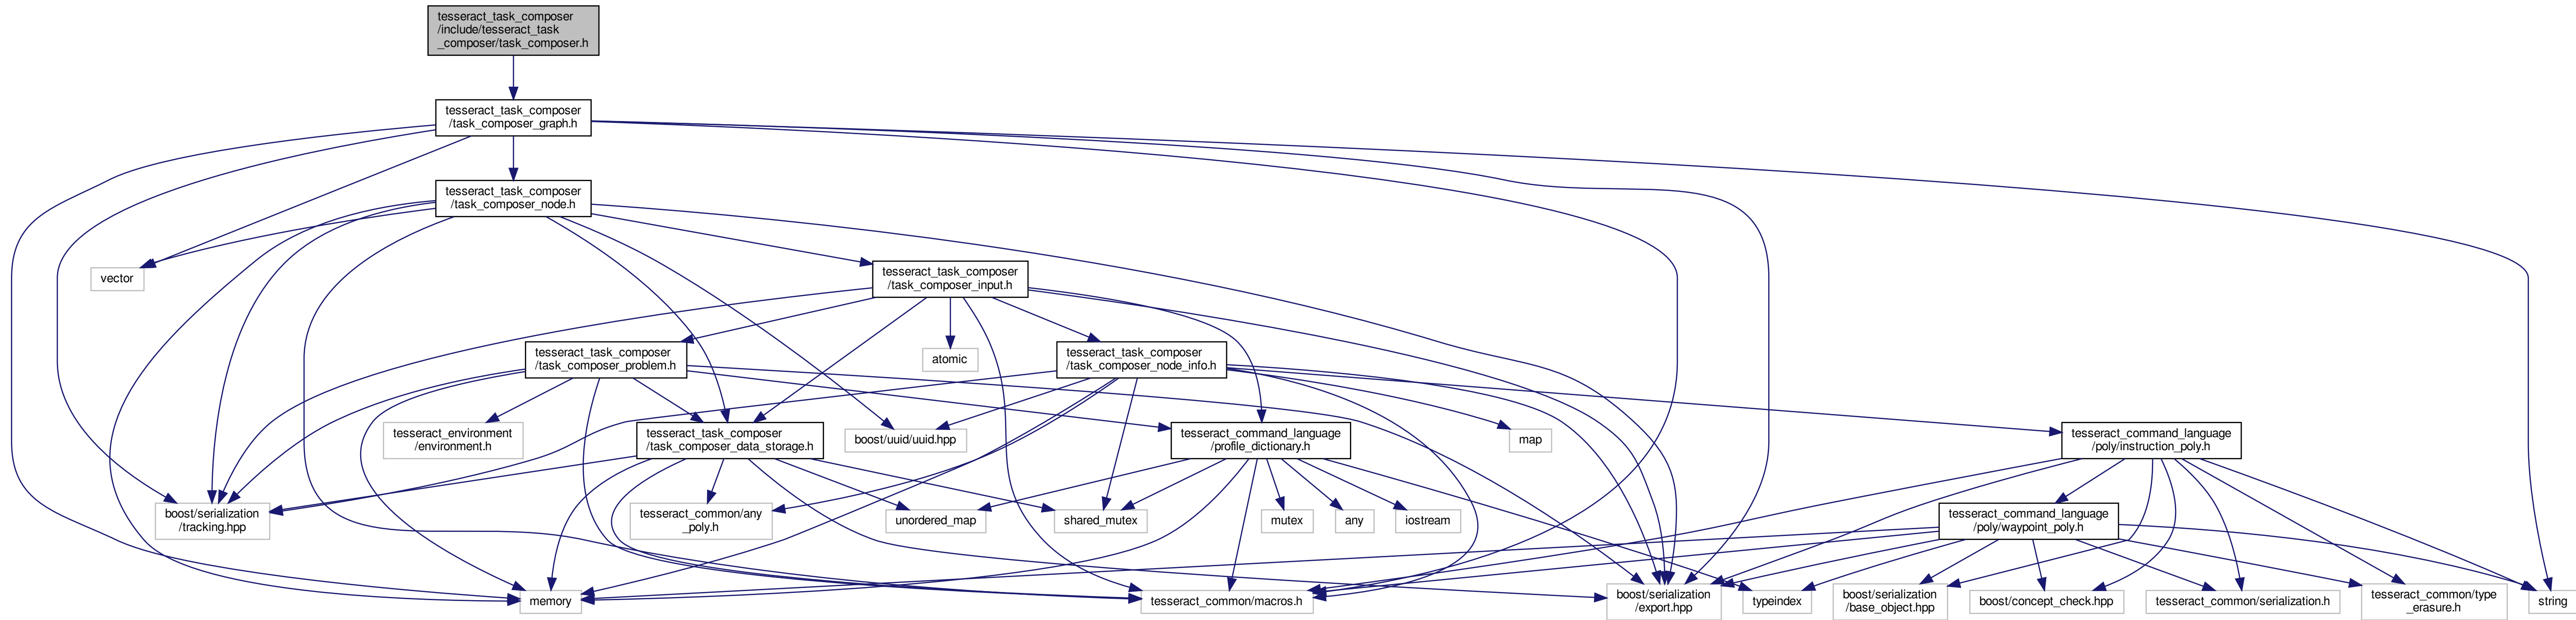 tesseract_task_composer
/include/tesseract_task
_composer/task_composer.h
tesseract_task_composer
/task_composer_graph.h
tesseract_task_composer
/task_composer_node.h
vector
tesseract_task_composer
/task_composer_input.h
tesseract_task_composer
/task_composer_problem.h
atomic
tesseract_task_composer
/task_composer_node_info.h
tesseract_environment
/environment.h
tesseract_task_composer
/task_composer_data_storage.h
boost/uuid/uuid.hpp
tesseract_command_language
/profile_dictionary.h
map
tesseract_command_language
/poly/instruction_poly.h
boost/serialization
/tracking.hpp
tesseract_common/any
_poly.h
unordered_map
shared_mutex
mutex
any
iostream
tesseract_command_language
/poly/waypoint_poly.h
memory
tesseract_common/macros.h
boost/serialization
/export.hpp
typeindex
boost/serialization
/base_object.hpp
boost/concept_check.hpp
tesseract_common/serialization.h
tesseract_common/type
_erasure.h
string